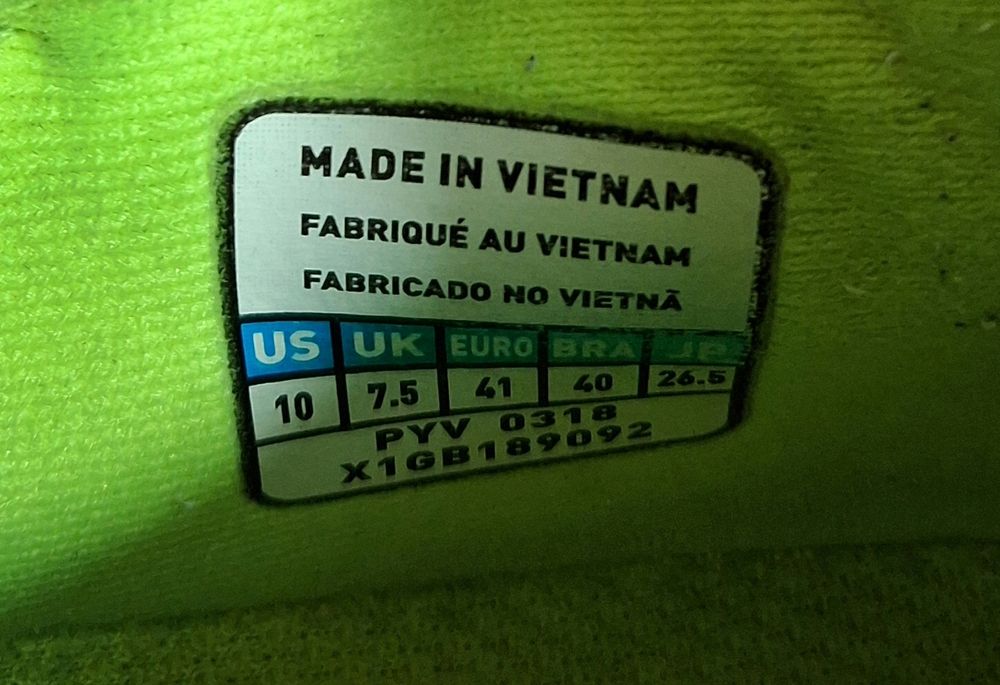 MADE IN VIETNAM
FABRIQUÉ AU VIETNAM
FABRICADO NO VIETNÃ
US UK EURO BRA JP
10 7.5 41 40 26.5
PYV 0318
X1GB189092